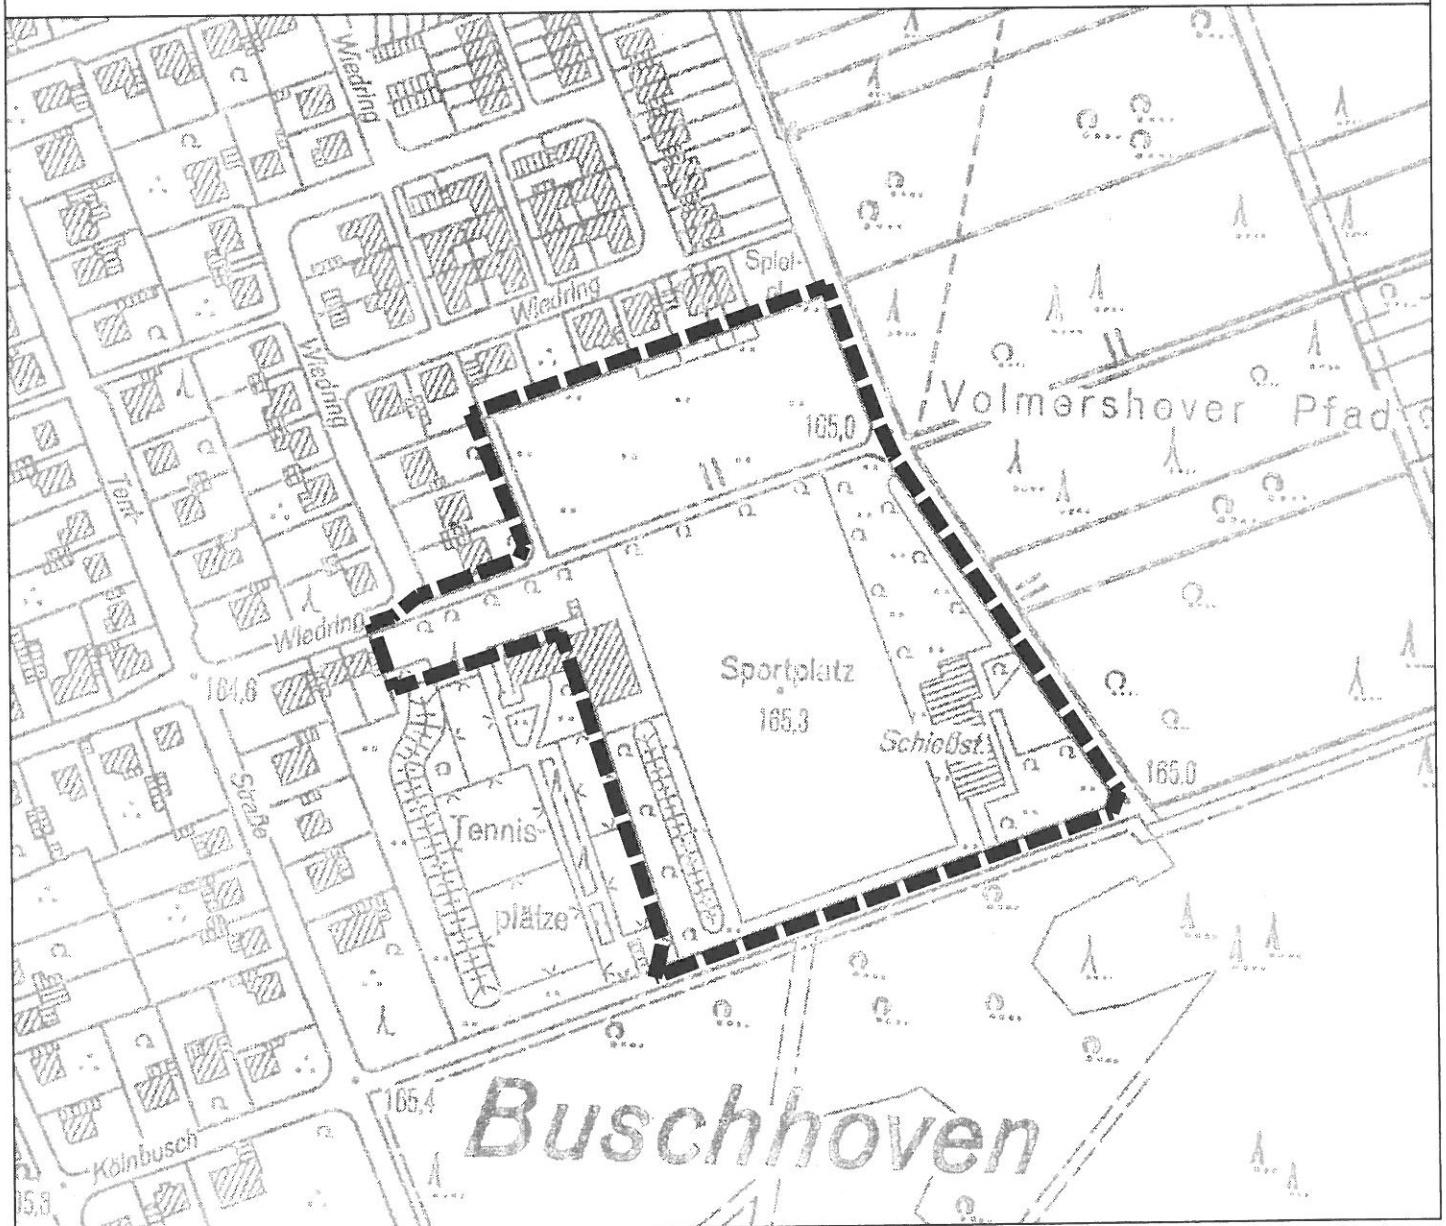 Wiedring
Spiel-
pl.
Wiedring
Wiedring
Volmershover Pfad
165,0
Wiedring
164,6
Sportplatz
165,3
Schießst.
165,0
Straße
Tennis-
plätze
165,4
Buschhoven
Kölnbusch